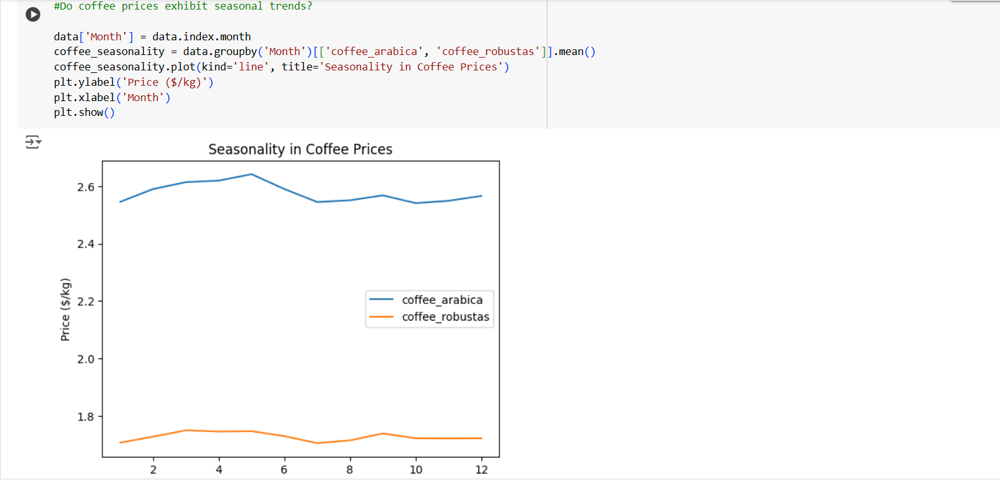 #Do coffee prices exhibit seasonal trends?
data['Month'] = data.index.month
coffee_seasonality = data.groupby('Month')[['coffee_arabica', 'coffee_robustas']].mean()
coffee_seasonality.plot(kind='line', title='Seasonality in Coffee Prices')
plt.ylabel('Price ($/kg)')
plt.xlabel('Month')
plt.show()
Seasonality in Coffee Prices
2.6
2.4
2.2
2.0
1.8
Price ($/kg)
coffee_arabica
coffee_robustas
2 4 6 8 10 12